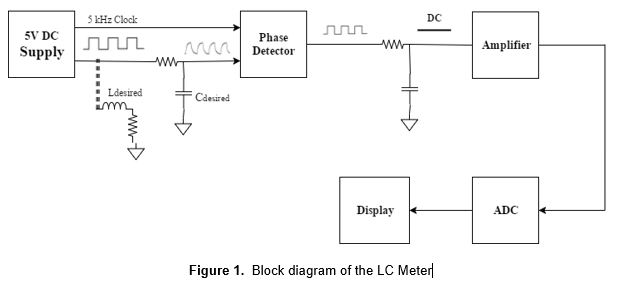 5 kHz Clock
5V DC
Supply
Phase
Detector
DC
Amplifier
Ldesired
Cdesired
Display
ADC
Figure 1. Block diagram of the LC Meter